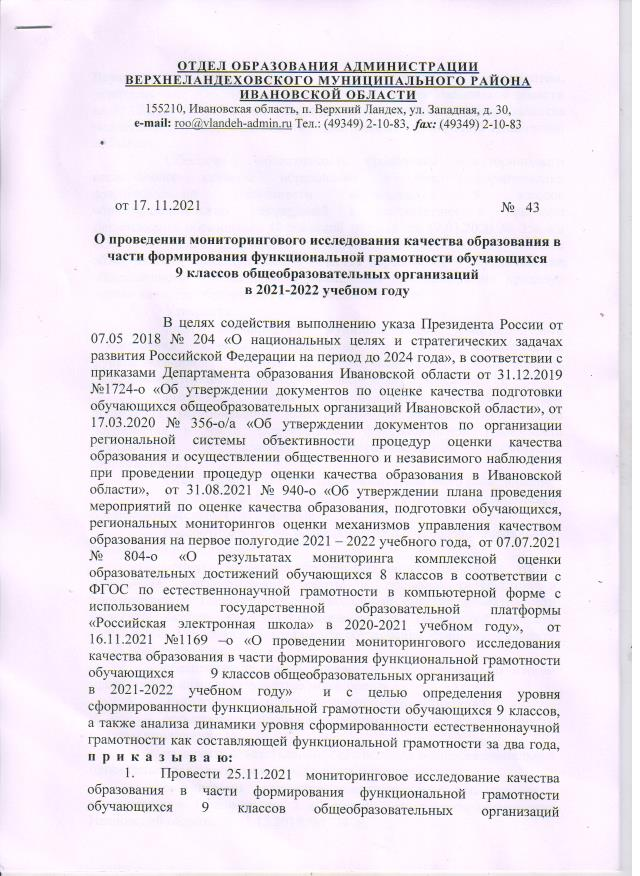 ОТДЕЛ ОБРАЗОВАНИЯ АДМИНИСТРАЦИИ
ВЕРХНЕЛАНДЕХОВСКОГО МУНИЦИПАЛЬНОГО РАЙОНА
ИВАНОВСКОЙ ОБЛАСТИ
155210, Ивановская область, п. Верхний Ландех, ул. Западная, д. 30,
e-mail: roo@vlandeh-admin.ru Тел.: (49349) 2-10-83, fax: (49349) 2-10-83
от 17. 11.2021 № 43
О проведении мониторингового исследования качества образования в
части формирования функциональной грамотности обучающихся
9 классов общеобразовательных организаций
в 2021-2022 учебном году
В целях содействия выполнению указа Президента России от
07.05 2018 № 204 «О национальных целях и стратегических задачах
развития Российской Федерации на период до 2024 года», в соответствии с
приказами Департамента образования Ивановской области от 31.12.2019
№1724-о «Об утверждении документов по оценке качества подготовки
обучающихся общеобразовательных организаций Ивановской области», от
17.03.2020 № 356-о/а «Об утверждении документов по организации
региональной системы объективности процедур оценки качества
образования и осуществлении общественного и независимого наблюдения
при проведении процедур оценки качества образования в Ивановской
области», от 31.08.2021 № 940-о «Об утверждении плана проведения
мероприятий по оценке качества образования, подготовки обучающихся,
региональных мониторингов оценки механизмов управления качеством
образования на первое полугодие 2021 – 2022 учебного года, от 07.07.2021
№ 804-о «О результатах мониторинга комплексной оценки
образовательных достижений обучающихся 8 классов в соответствии с
ФГОС по естественнонаучной грамотности в компьютерной форме с
использованием государственной образовательной платформы
«Российская электронная школа» в 2020-2021 учебном году», от
16.11.2021 №1169 –о «О проведении мониторингового исследования
качества образования в части формирования функциональной грамотности
обучающихся 9 классов общеобразовательных организаций
в 2021-2022 учебном году» и с целью определения уровня
сформированности функциональной грамотности обучающихся 9 классов,
а также анализа динамики уровня сформированности естественнонаучной
грамотности как составляющей функциональной грамотности за два года,
п р и к а з ы в а ю:
1. Провести 25.11.2021 мониторинговое исследование качества
образования в части формирования функциональной грамотности
обучающихся 9 классов общеобразовательных организаций